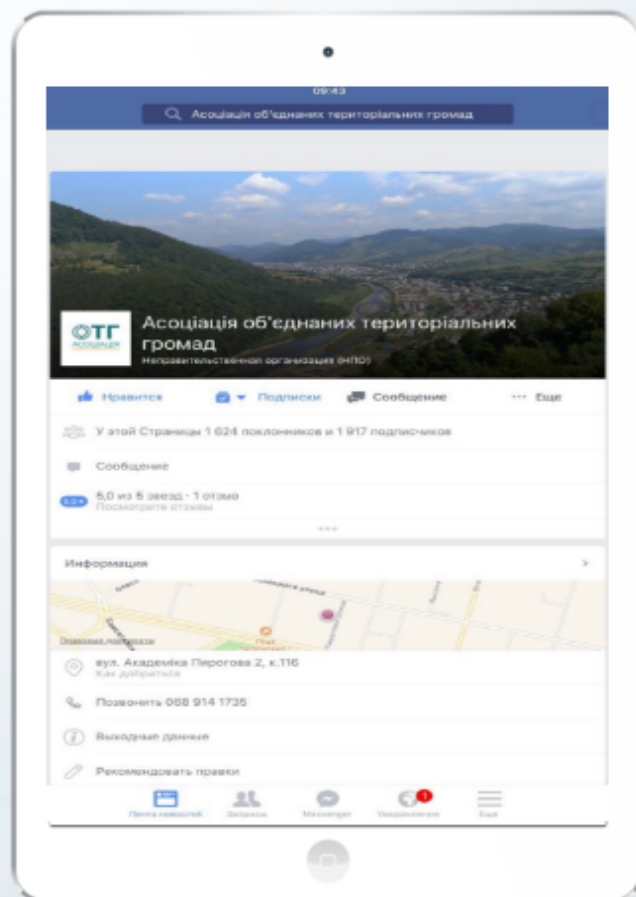 09:43
Асоціація об'єднаних територіальних громад
ОТГ
АСОЦІАЦІЯ
Асоціація об'єднаних територіальних
громад
Неправительственная организация (НПО)
Нравится
Подписки
Сообщение
··· Еще
У этой Страницы 1 624 поклонников и 1 917 подписчиков
Сообщение
5,0 из 5 звезд · 1 отзыв
Посмотрите отзывы
Информация
вул. Академіка Пирогова 2, к.116
Как добраться
Позвонить 068 914 1735
Выходные данные
Рекомендовать правки
1
Лента новостей
Запросы
Messenger
Уведомления
Еще